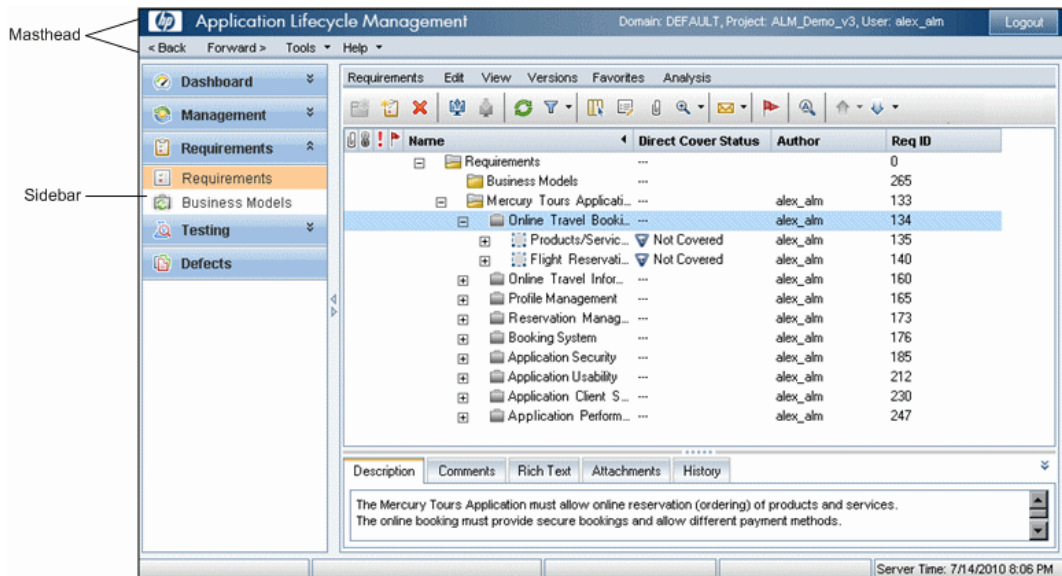 Masthead
Sidebar
hp Application Lifecycle Management Domain: DEFAULT, Project: ALM_Demo_v3, User: alex_alm Logout
< Back Forward > Tools Help
Dashboard
Management
Requirements
Requirements
Business Models
Testing
Defects
Requirements Edit View Versions Favorites Analysis
Name Direct Cover Status Author Req ID
Requirements --- 0
Business Models --- 265
Mercury Tours Applicati... --- alex_alm 133
Online Travel Booki... --- alex_alm 134
Products/Servic... Not Covered alex_alm 135
Flight Reservati... Not Covered alex_alm 140
Online Travel Infor... --- alex_alm 160
Profile Management --- alex_alm 165
Reservation Manag... --- alex_alm 173
Booking System --- alex_alm 176
Application Security --- alex_alm 185
Application Usability --- alex_alm 212
Application Client S... --- alex_alm 230
Application Perform... --- alex_alm 247
Description Comments Rich Text Attachments History
The Mercury Tours Application must allow online reservation (ordering) of products and services.
The online booking must provide secure bookings and allow different payment methods.
Server Time: 7/14/2010 8:06 PM